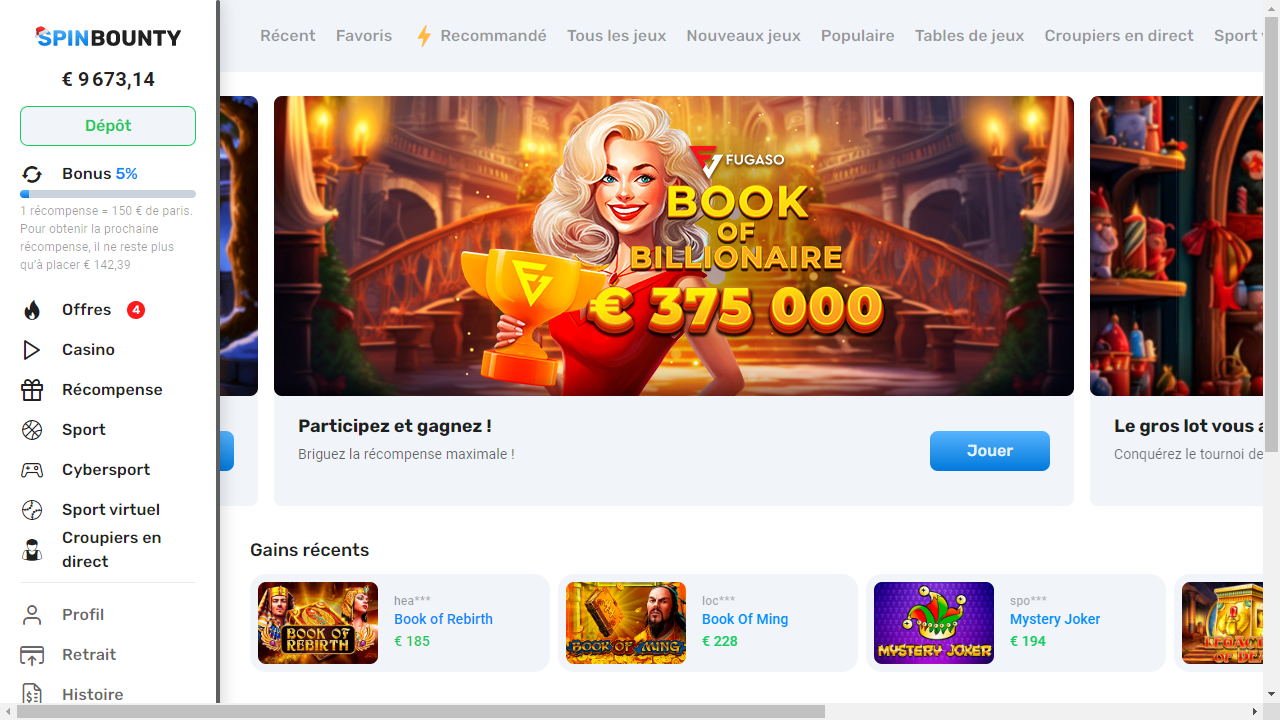 SPINBOUNTY
€ 9 673,14
Dépôt
Bonus 5%
1 récompense = 150 € de paris.
Pour obtenir la prochaine
récompense, il ne reste plus
qu'à placer € 142,39
Offres 4
Casino
Récompense
Sport
Cybersport
Sport virtuel
Croupiers en
direct
Profil
Retrait
Histoire
Récent Favoris Recommandé Tous les jeux Nouveaux jeux Populaire Tables de jeux Croupiers en direct Sport
FUGASO
BOOK
OF
BILLIONAIRE
€ 375 000
Participez et gagnez !
Briguez la récompense maximale !
Jouer
Le gros lot vous
Conquérez le tournoi de
Gains récents
BOOK OF
REBIRTH
hea***
Book of Rebirth
€ 185
BOOK OF MING
loc***
Book Of Ming
€ 228
MYSTERY JOKER
spo***
Mystery Joker
€ 194